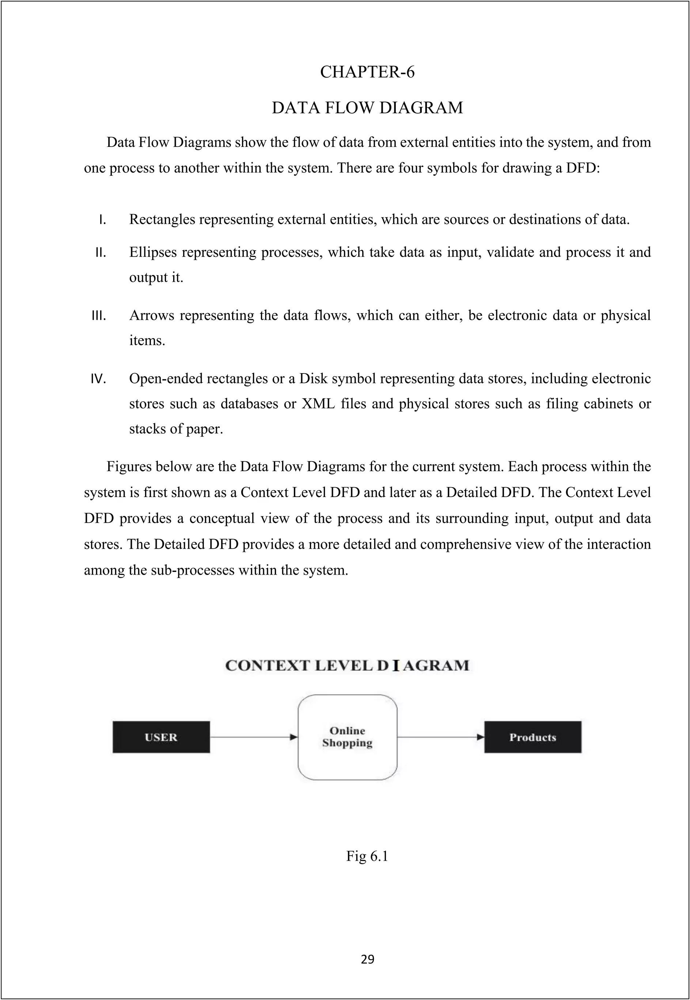 CHAPTER-6
DATA FLOW DIAGRAM
Data Flow Diagrams show the flow of data from external entities into the system, and from
one process to another within the system. There are four symbols for drawing a DFD:
I. Rectangles representing external entities, which are sources or destinations of data.
II. Ellipses representing processes, which take data as input, validate and process it and
output it.
III. Arrows representing the data flows, which can either, be electronic data or physical
items.
IV. Open-ended rectangles or a Disk symbol representing data stores, including electronic
stores such as databases or XML files and physical stores such as filing cabinets or
stacks of paper.
Figures below are the Data Flow Diagrams for the current system. Each process within the
system is first shown as a Context Level DFD and later as a Detailed DFD. The Context Level
DFD provides a conceptual view of the process and its surrounding input, output and data
stores. The Detailed DFD provides a more detailed and comprehensive view of the interaction
among the sub-processes within the system.
CONTEXT LEVEL D I AGRAM
USER
Online
Shopping
Products
Fig 6.1
29